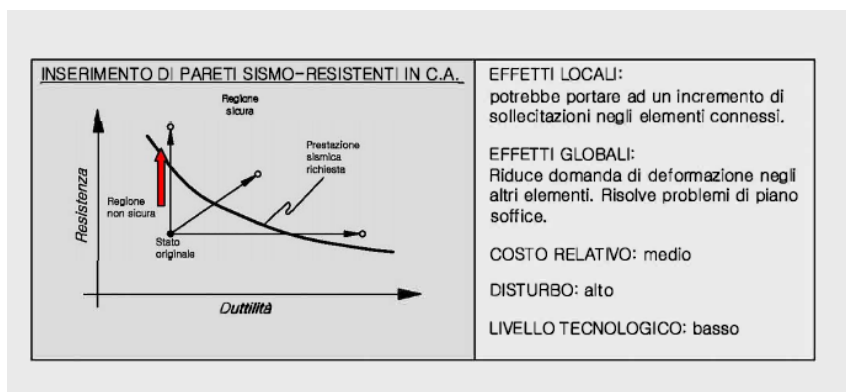 INSERIMENTO DI PARETI SISMO-RESISTENTI IN C.A.
Regione
sicura
Prestazione
sismica
richiesta
Resistenza
Regione
non sicura
Stato
originale
Duttilità
EFFETTI LOCALI:
potrebbe portare ad un incremento di
sollecitazioni negli elementi connessi.
EFFETTI GLOBALI:
Riduce domanda di deformazione negli
altri elementi. Risolve problemi di piano
soffice.
COSTO RELATIVO: medio
DISTURBO: alto
LIVELLO TECNOLOGICO: basso